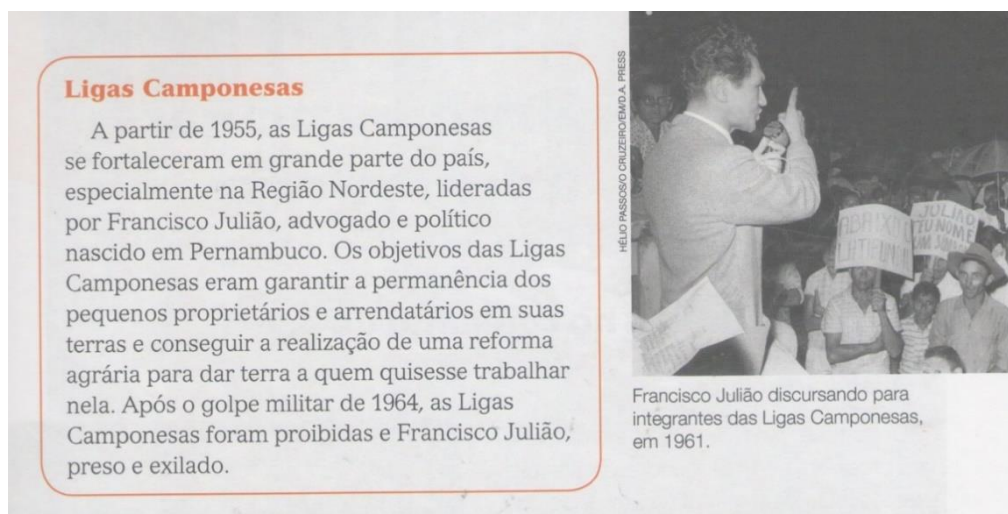 Ligas Camponesas
A partir de 1955, as Ligas Camponesas
se fortaleceram em grande parte do país,
especialmente na Região Nordeste, lideradas
por Francisco Julião, advogado e político
nascido em Pernambuco. Os objetivos das Ligas
Camponesas eram garantir a permanência dos
pequenos proprietários e arrendatários em suas
terras e conseguir a realização de uma reforma
agrária para dar terra a quem quisesse trabalhar
nela. Após o golpe militar de 1964, as Ligas
Camponesas foram proibidas e Francisco Julião,
preso e exilado.
HÉLIO PASSOS/O CRUZEIRO/EM/D.A. PRESS
ABAIXO
LATIFUNDIO
JULIÃO
TEU NOME
Francisco Julião discursando para
integrantes das Ligas Camponesas,
em 1961.